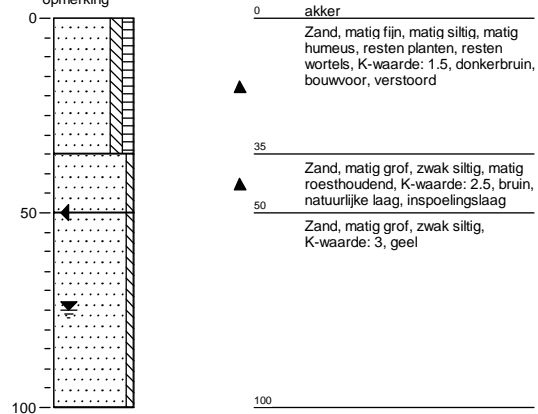 opmerking
0
50
100
0
akker
Zand, matig fijn, matig siltig, matig
humeus, resten planten, resten
wortels, K-waarde: 1.5, donkerbruin,
bouwvoor, verstoord
35
Zand, matig grof, zwak siltig, matig
roesthoudend, K-waarde: 2.5, bruin,
natuurlijke laag, inspoelingslaag
50
Zand, matig grof, zwak siltig,
K-waarde: 3, geel
100